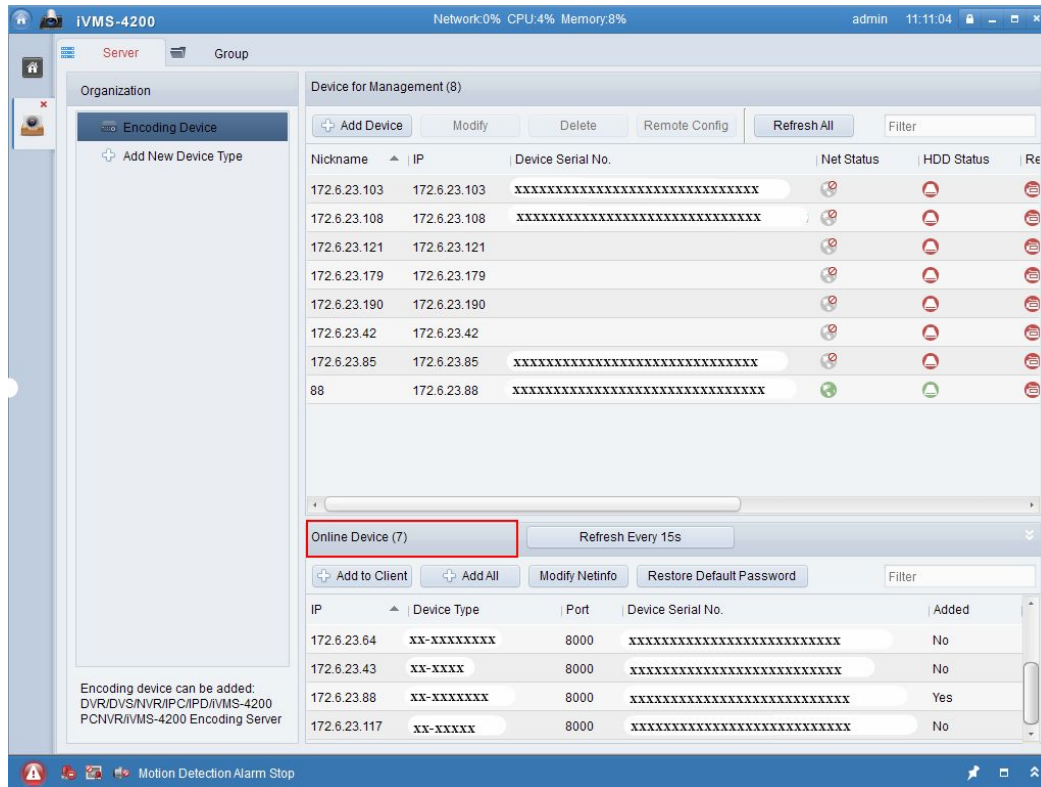 iVMS-4200 Network:0% CPU:4% Memory:8% admin 11:11:04
Server Group
Organization
Encoding Device
Add New Device Type
Encoding device can be added:
DVR/DVS/NVR/IPC/IPD/iVMS-4200
PCNVR/iVMS-4200 Encoding Server
Device for Management (8)
Add Device Modify Delete Remote Config Refresh All Filter
Nickname IP Device Serial No. Net Status HDD Status Re
172.6.23.103 172.6.23.103 xxxxxxxxxxxxxxxxxxxxxxxxxxxxxx
172.6.23.108 172.6.23.108 xxxxxxxxxxxxxxxxxxxxxxxxxxxxxx
172.6.23.121 172.6.23.121
172.6.23.179 172.6.23.179
172.6.23.190 172.6.23.190
172.6.23.42 172.6.23.42
172.6.23.85 172.6.23.85 xxxxxxxxxxxxxxxxxxxxxxxxxxxxxx
88 172.6.23.88 xxxxxxxxxxxxxxxxxxxxxxxxxxxxxxx
Online Device (7) Refresh Every 15s
Add to Client Add All Modify Netinfo Restore Default Password Filter
IP Device Type Port Device Serial No. Added
172.6.23.64 xx-xxxxxxxx 8000 xxxxxxxxxxxxxxxxxxxxxxxxxx No
172.6.23.43 xx-xxxx 8000 xxxxxxxxxxxxxxxxxxxxxxxxxx No
172.6.23.88 xx-xxxxxxx 8000 xxxxxxxxxxxxxxxxxxxxxxxxxxx Yes
172.6.23.117 xx-xxxxx 8000 xxxxxxxxxxxxxxxxxxxxxxxxxxx No
Motion Detection Alarm Stop